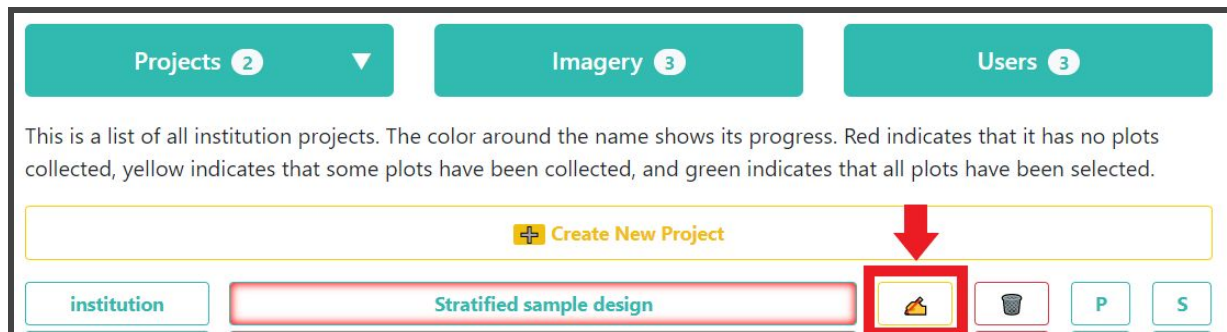 Projects 2 ▼ Imagery 3 Users 3
This is a list of all institution projects. The color around the name shows its progress. Red indicates that it has no plots
collected, yellow indicates that some plots have been collected, and green indicates that all plots have been selected.
Create New Project
institution Stratified sample design P S